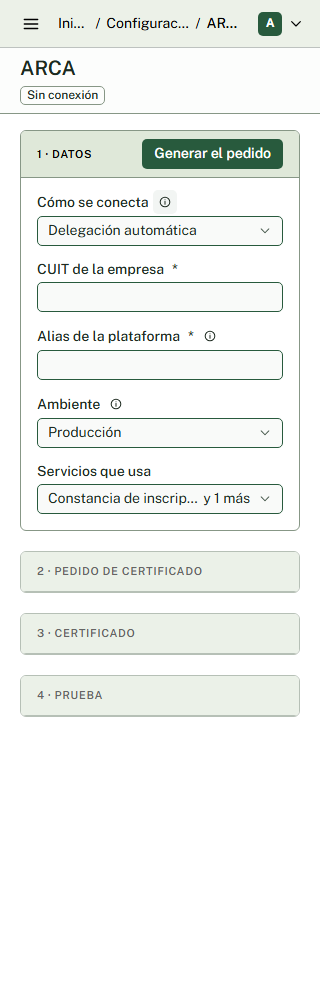 Ini... / Configurac... / AR... A
ARCA
Sin conexión
1 · DATOS
Generar el pedido
Cómo se conecta
Delegación automática
CUIT de la empresa *
Alias de la plataforma *
Ambiente
Producción
Servicios que usa
Constancia de inscrip... y 1 más
2 · PEDIDO DE CERTIFICADO
3 · CERTIFICADO
4 · PRUEBA